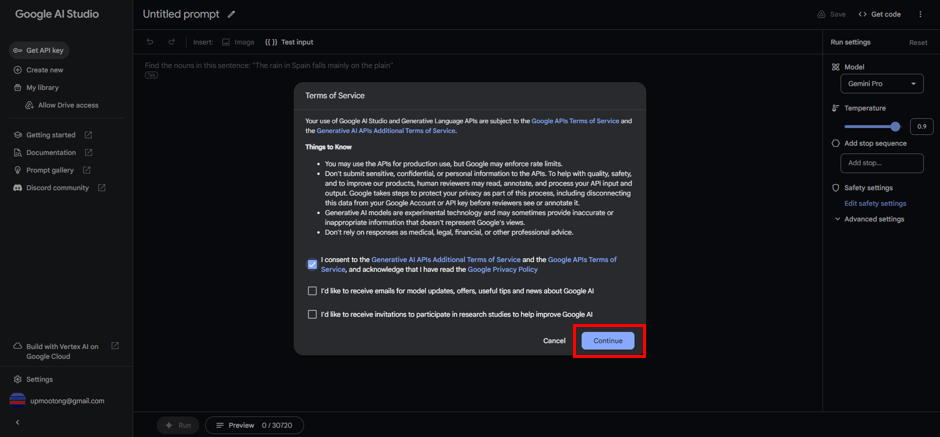 Google AI Studio
Get API key
Create new
My library
Allow Drive access
Getting started
Documentation
Prompt gallery
Discord community
Build with Vertex AI on
Google Cloud
Settings
upmootong@gmail.com
Untitled prompt
Save
Get code
Insert:
Image
Test input
Find the nouns in this sentence: "The rain in Spain falls mainly on the plain"
Terms of Service
Your use of Google AI Studio and Generative Language APIs are subject to the Google APIs Terms of Service and
the Generative AI APIs Additional Terms of Service.
Things to Know
• You may use the APIs for production use, but Google may enforce rate limits.
• Don't submit sensitive, confidential, or personal information to the APIs. To help with quality, safety,
and to improve our products, human reviewers may read, annotate, and process your API input and
output. Google takes steps to protect your privacy as part of this process, including disconnecting
this data from your Google Account or API key before reviewers see or annotate it.
• Generative AI models are experimental technology and may sometimes provide inaccurate or
inappropriate information that doesn't represent Google's views.
• Don't rely on responses as medical, legal, financial, or other professional advice.
I consent to the Generative AI APIs Additional Terms of Service and the Google APIs Terms of
Service, and acknowledge that I have read the Google Privacy Policy
I'd like to receive emails for model updates, offers, useful tips and news about Google AI
I'd like to receive invitations to participate in research studies to help improve Google AI
Cancel
Continue
Run
Preview 0 / 30720
Run settings
Reset
Model
Gemini Pro
Temperature
0.9
Add stop sequence
Add stop...
Safety settings
Edit safety settings
Advanced settings